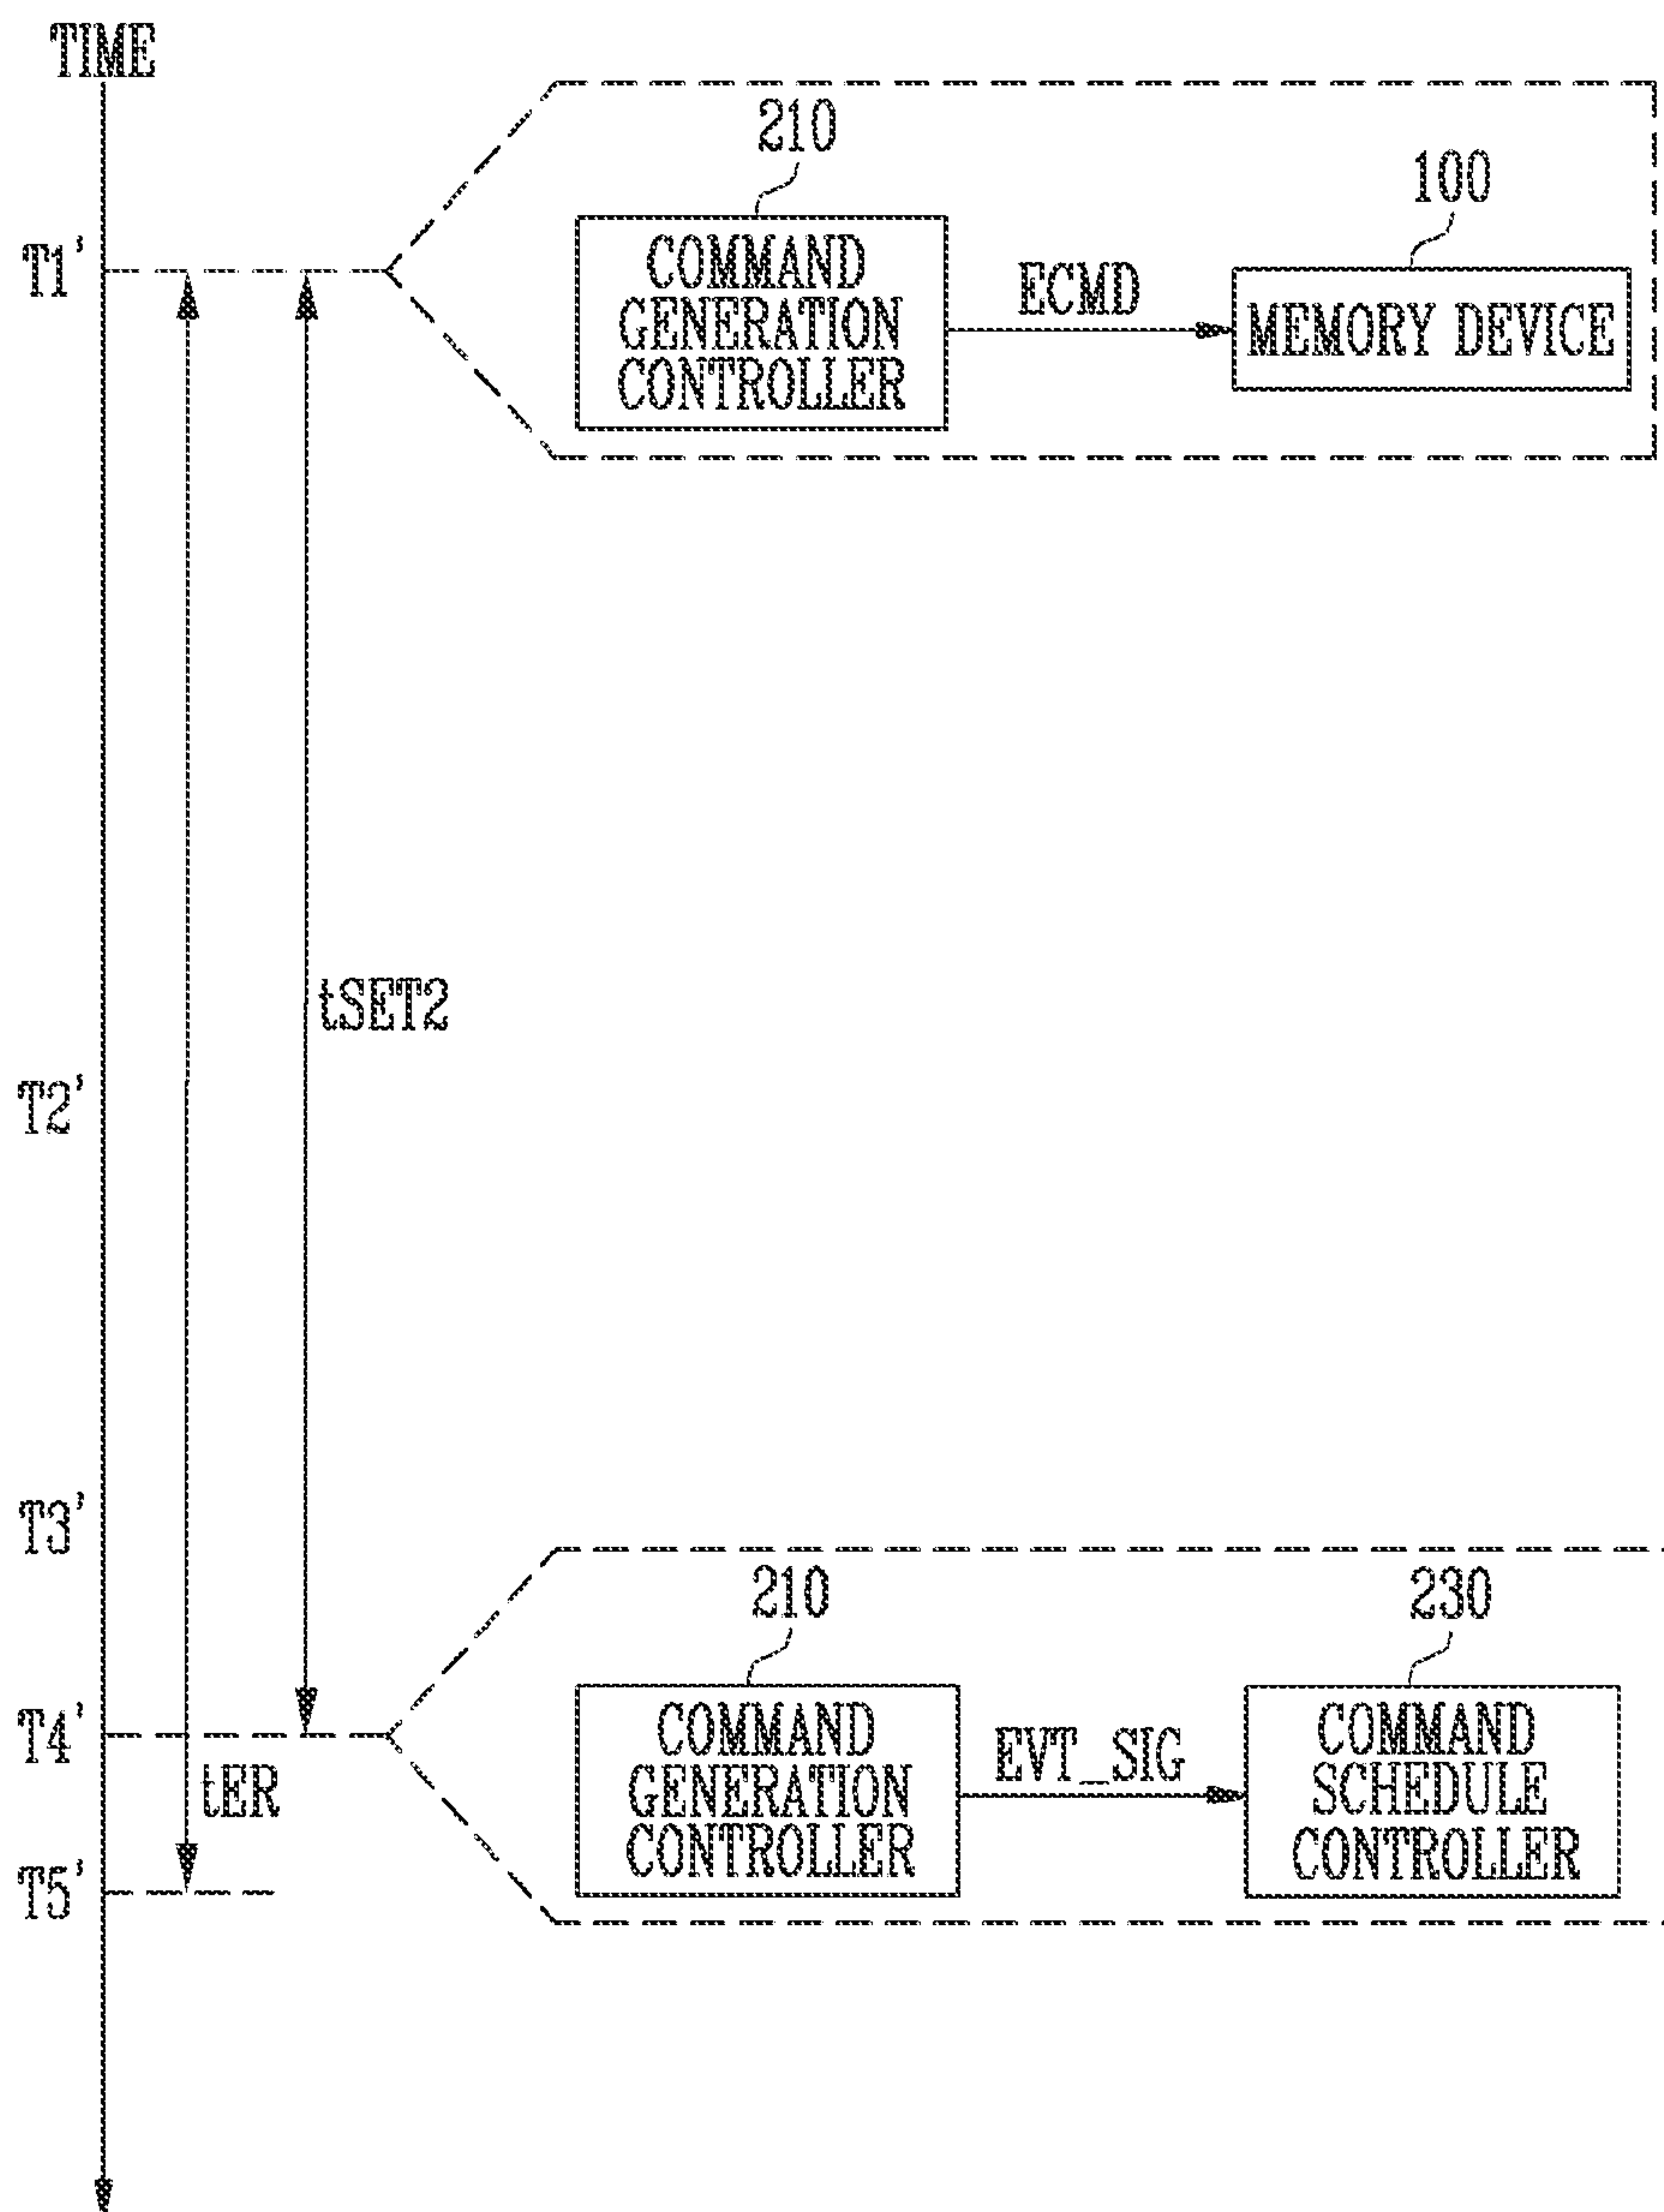 TIME
210
100
T1'
COMMAND
GENERATION
CONTROLLER
ECMD
MEMORY DEVICE
tSET2
T2'
T3'
210
230
T4'
COMMAND
GENERATION
CONTROLLER
EVT_SIG
COMMAND
SCHEDULE
CONTROLLER
tER
T5'